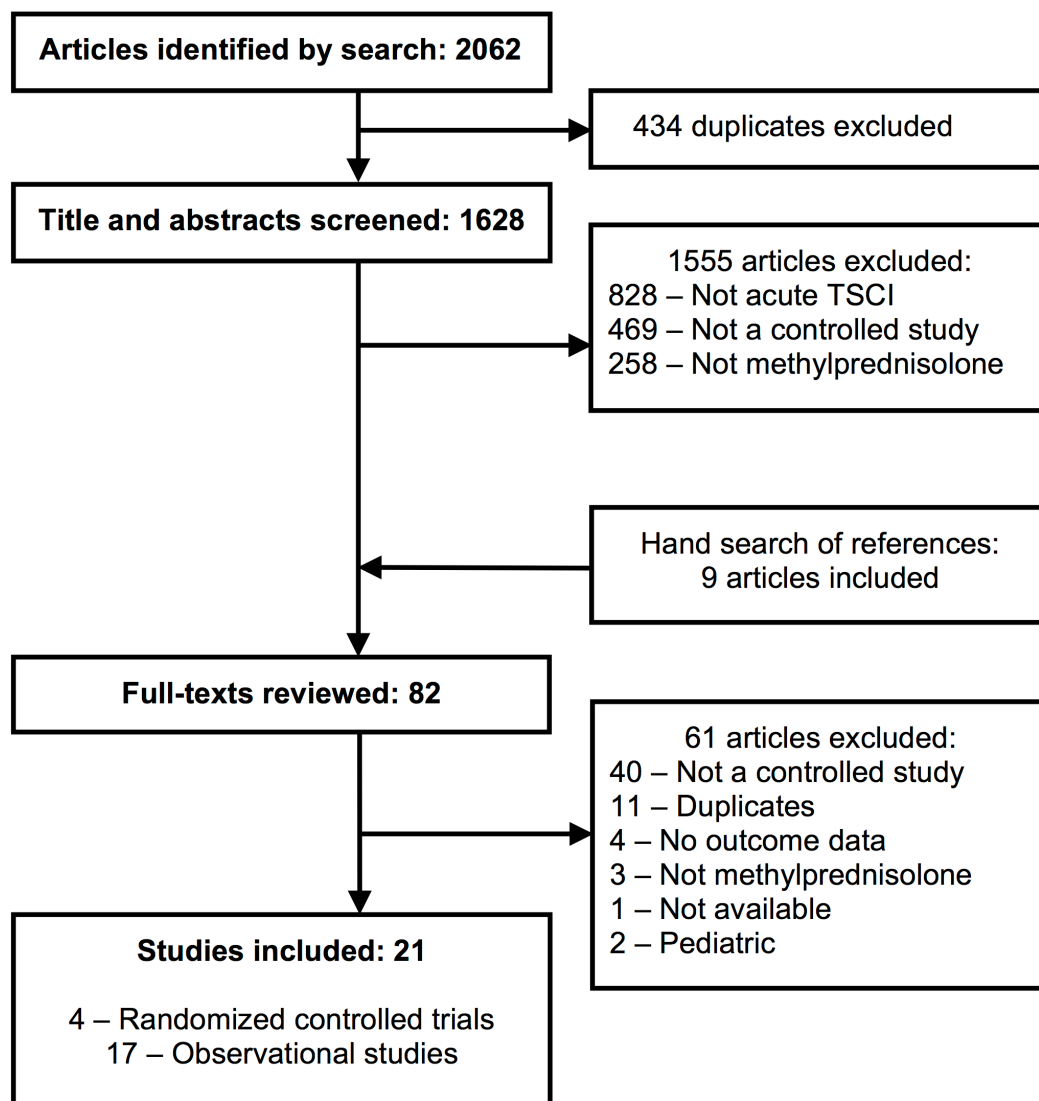 Articles identified by search: 2062
434 duplicates excluded
Title and abstracts screened: 1628
1555 articles excluded:
828 – Not acute TSCI
469 – Not a controlled study
258 – Not methylprednisolone
Hand search of references:
9 articles included
Full-texts reviewed: 82
61 articles excluded:
40 – Not a controlled study
11 – Duplicates
4 – No outcome data
3 – Not methylprednisolone
1 – Not available
2 – Pediatric
Studies included: 21
4 – Randomized controlled trials
17 – Observational studies